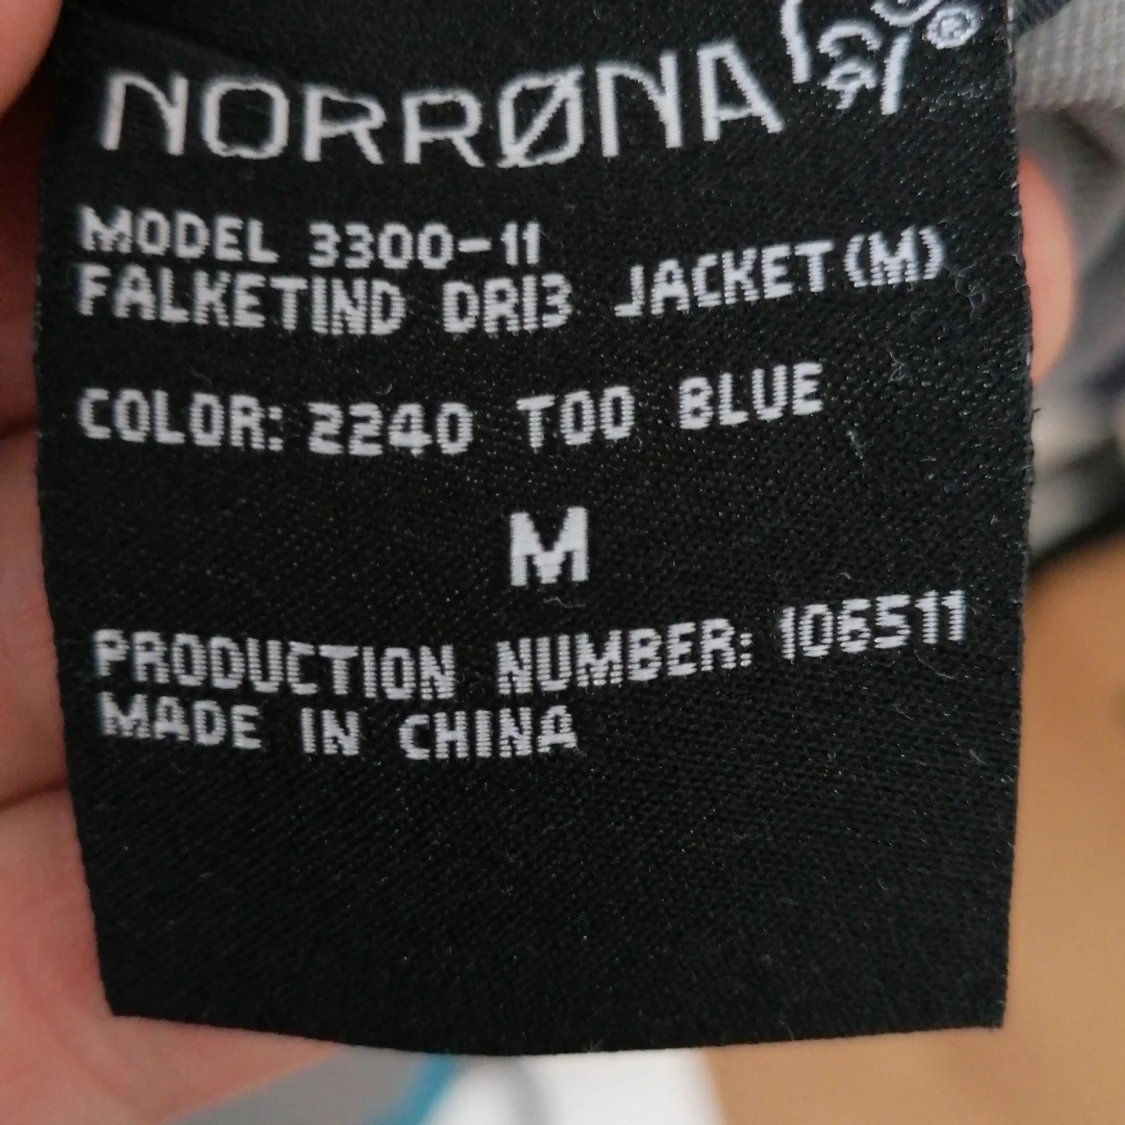 NORRØNA ®
MODEL 3300-11
FALKETIND DRI3 JACKET(M)
COLOR: 2240 TOO BLUE
M
PRODUCTION NUMBER: 106511
MADE IN CHINA